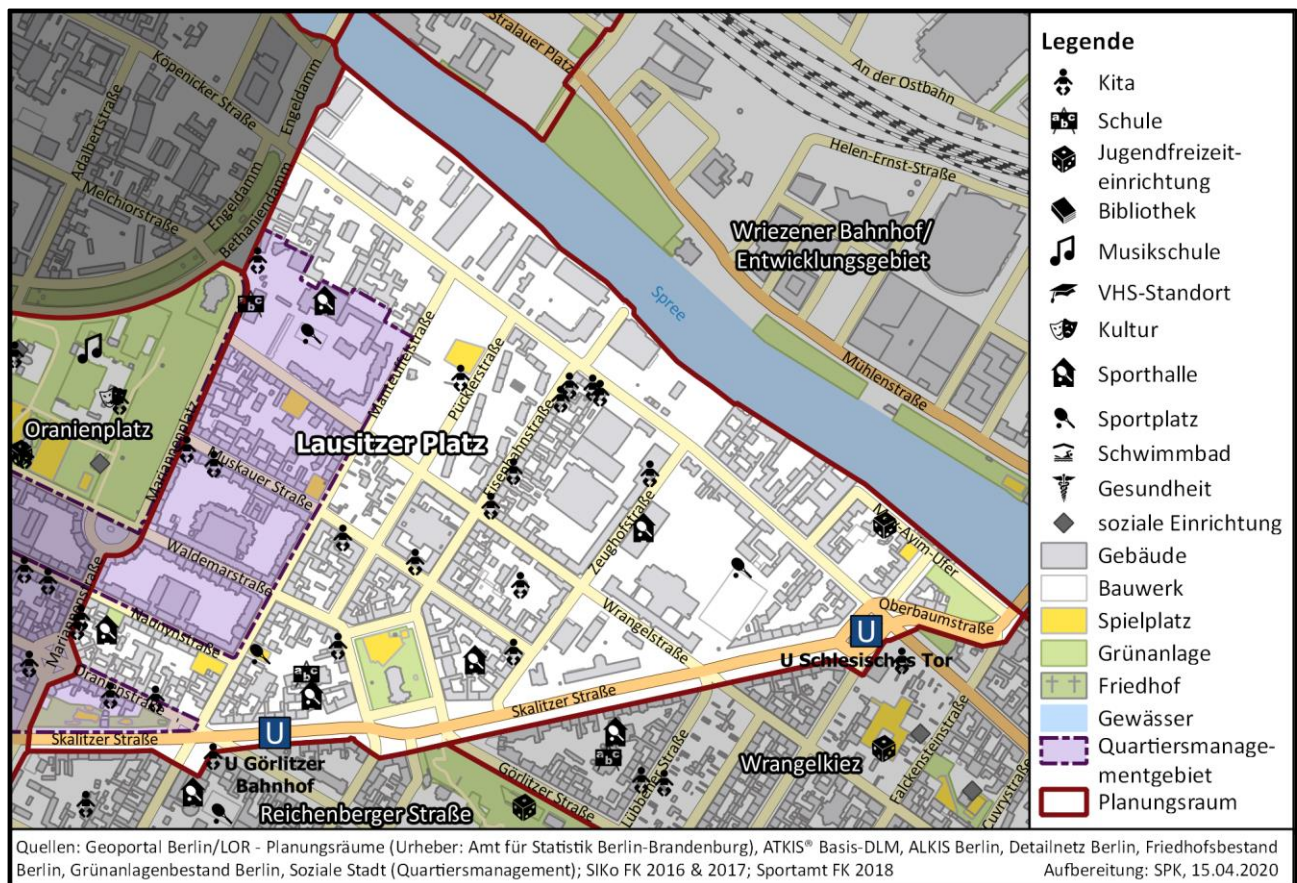 Stralauer Platz
An der Ostbahn
Köpenicker Straße
Engeldamm
Adalbertstraße
Helen-Ernst-Straße
Melchiorstraße
Engeldamm
Bethaniendamm
Wriezener Bahnhof/
Entwicklungsgebiet
Spree
Manteuffelstraße
Pücklerstraße
Mühlenstraße
Oranienplatz
Mariannenplatz
Lausitzer Platz
Muskauer Straße
Eisenbahnstraße
Zeughofstraße
May-Ayim-Ufer
Waldemarstraße
Wrangelstraße
Oberbaumstraße
Mariannenstraße
Naunynstraße
U
U Schlesisches Tor
Oranienstraße
Skalitzer Straße
Skalitzer Straße
U
U Görlitzer
Bahnhof
Wrangelkiez
Falckensteinstraße
Görlitzer Straße
Lübbener Straße
Cuvrystraße
Reichenberger Straße
Legende
Kita
abc
Schule
Jugendfreizeit-
einrichtung
Bibliothek
Musikschule
VHS-Standort
Kultur
Sporthalle
Sportplatz
Schwimmbad
Gesundheit
soziale Einrichtung
Gebäude
Bauwerk
Spielplatz
Grünanlage
Friedhof
Gewässer
Quartiersmanage-
mentgebiet
Planungsraum
Quellen: Geoportal Berlin/LOR - Planungsräume (Urheber: Amt für Statistik Berlin-Brandenburg), ATKIS® Basis-DLM, ALKIS Berlin, Detailnetz Berlin, Friedhofsbestand
Berlin, Grünanlagenbestand Berlin, Soziale Stadt (Quartiersmanagement); SIKo FK 2016 & 2017; Sportamt FK 2018
Aufbereitung: SPK, 15.04.2020